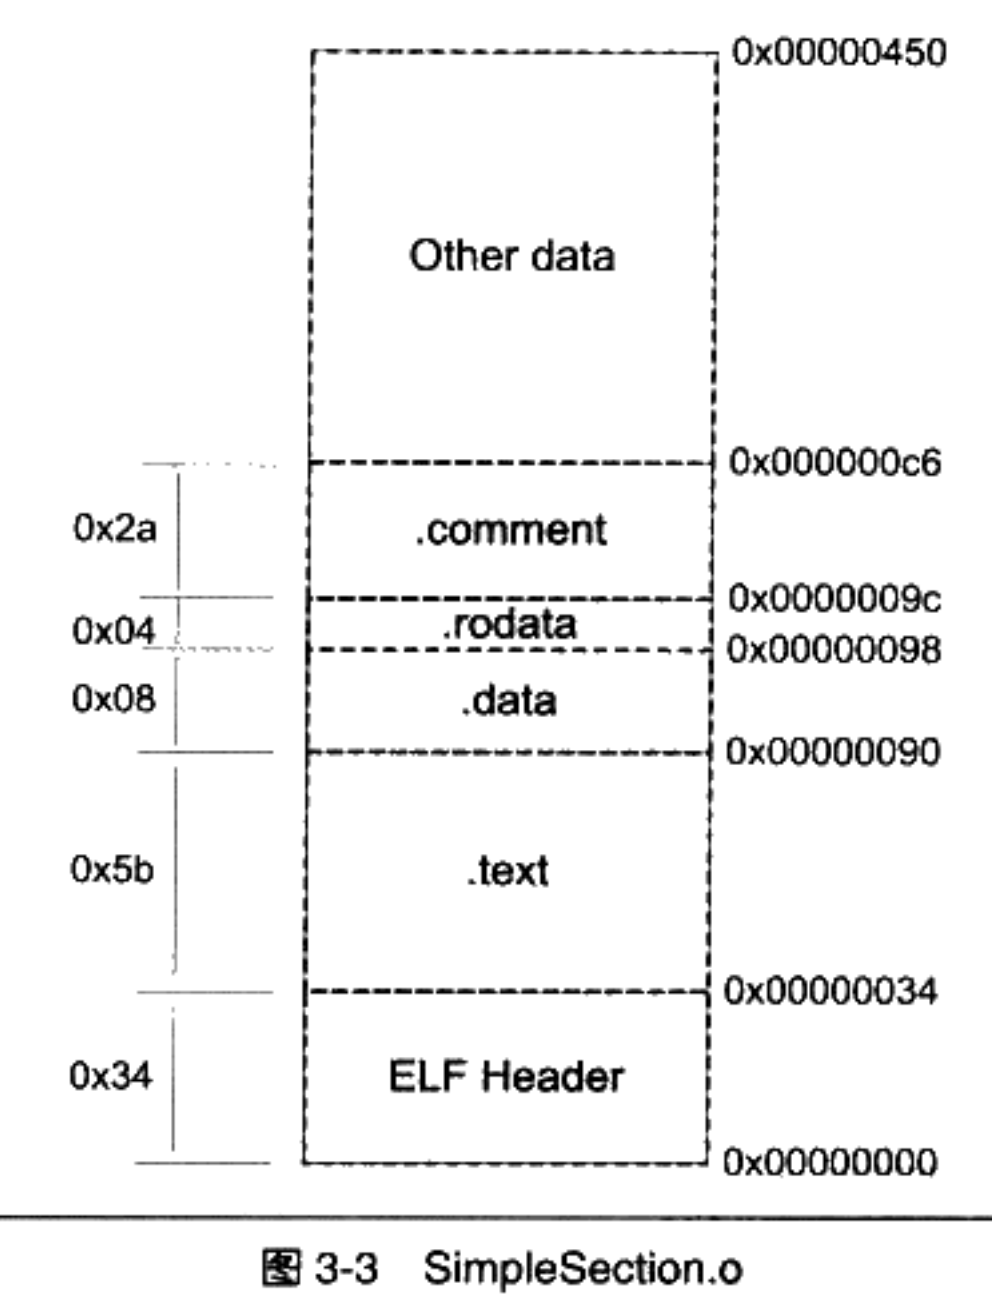 0x00000450
Other data
0x000000c6
0x2a
.comment
0x0000009c
0x04
.rodata
0x00000098
0x08
.data
0x00000090
0x5b
.text
0x00000034
0x34
ELF Header
0x00000000
图 3-3 SimpleSection.o